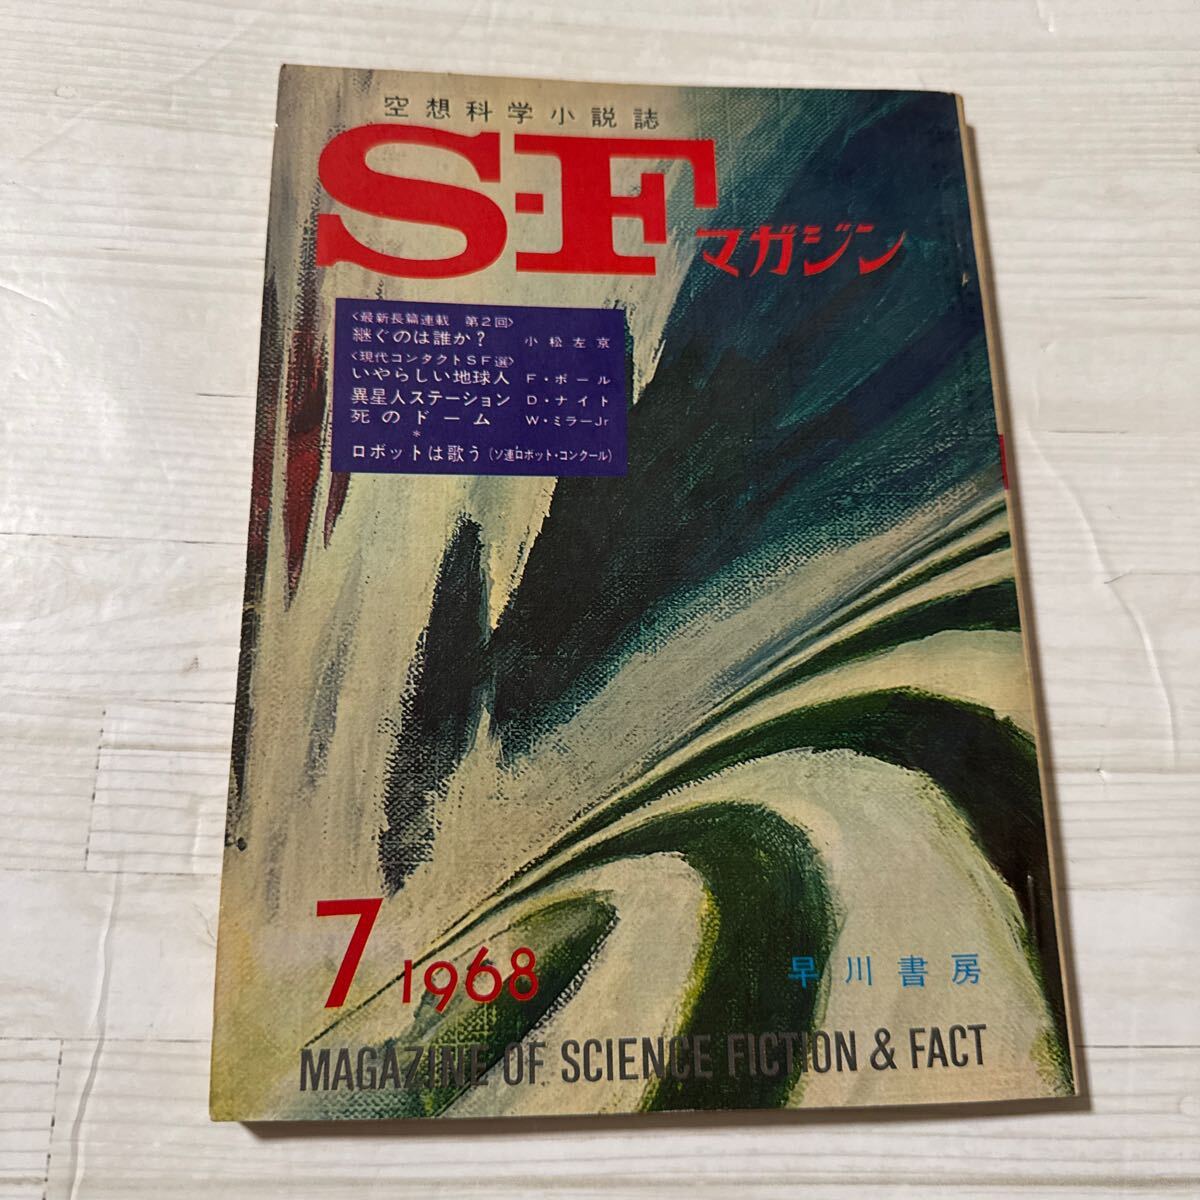 空想科学小説誌
S-Fマガジン
〈最新長篇連載 第2回〉
継ぐのは誰か? 小松左京
〈現代コンタクトSF選〉
いやらしい地球人 F・ポール
異星人ステーション D・ナイト
死のドーム W・ミラーJr
*
ロボットは歌う(ソ連ロボット・コンクール)
7 1968
早川書房
MAGAZINE OF SCIENCE FICTION & FACT